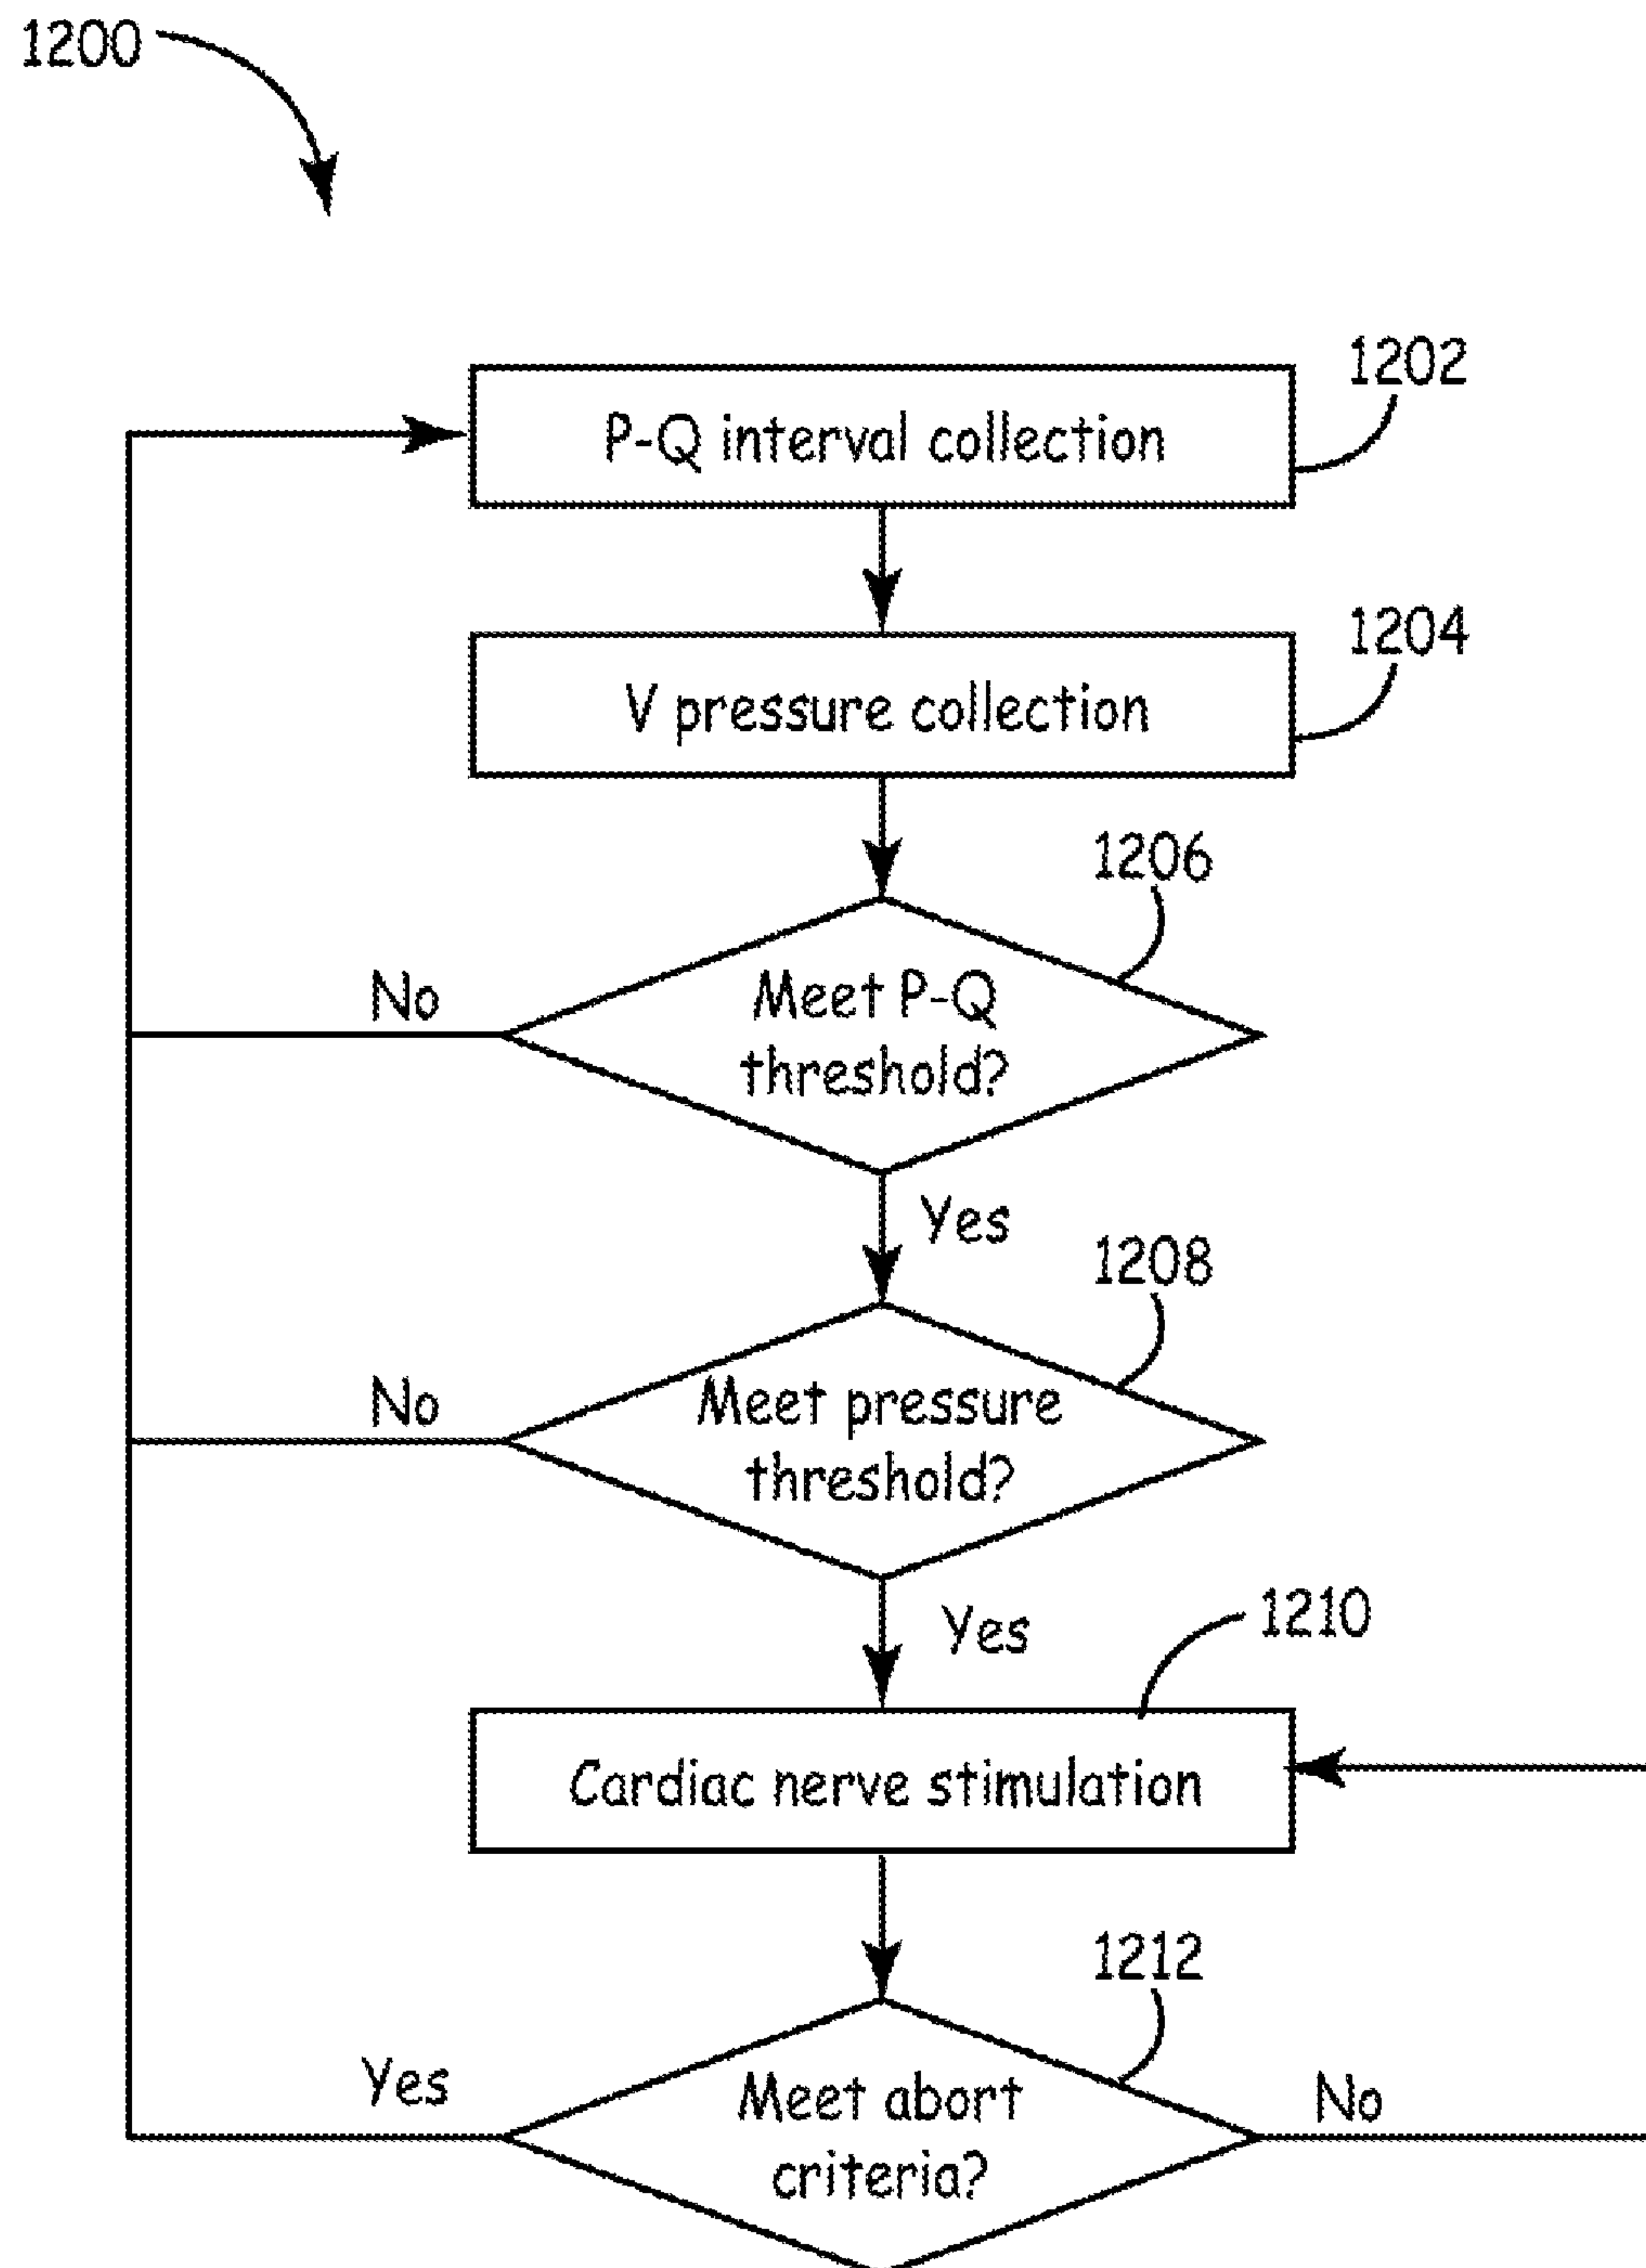 1200
1202
P-Q interval collection
1204
V pressure collection
1206
No
Meet P-Q
threshold?
Yes
1208
No
Meet pressure
threshold?
Yes
1210
Cardiac nerve stimulation
1212
Yes
Meet abort
criteria?
No